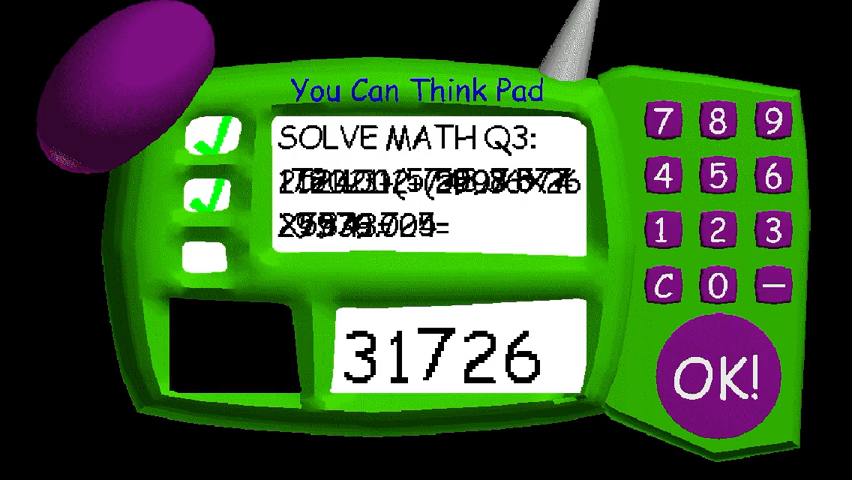 You Can Think Pad
SOLVE MATH Q3:
31726
7 8 9
4 5 6
1 2 3
C 0 –
OK!